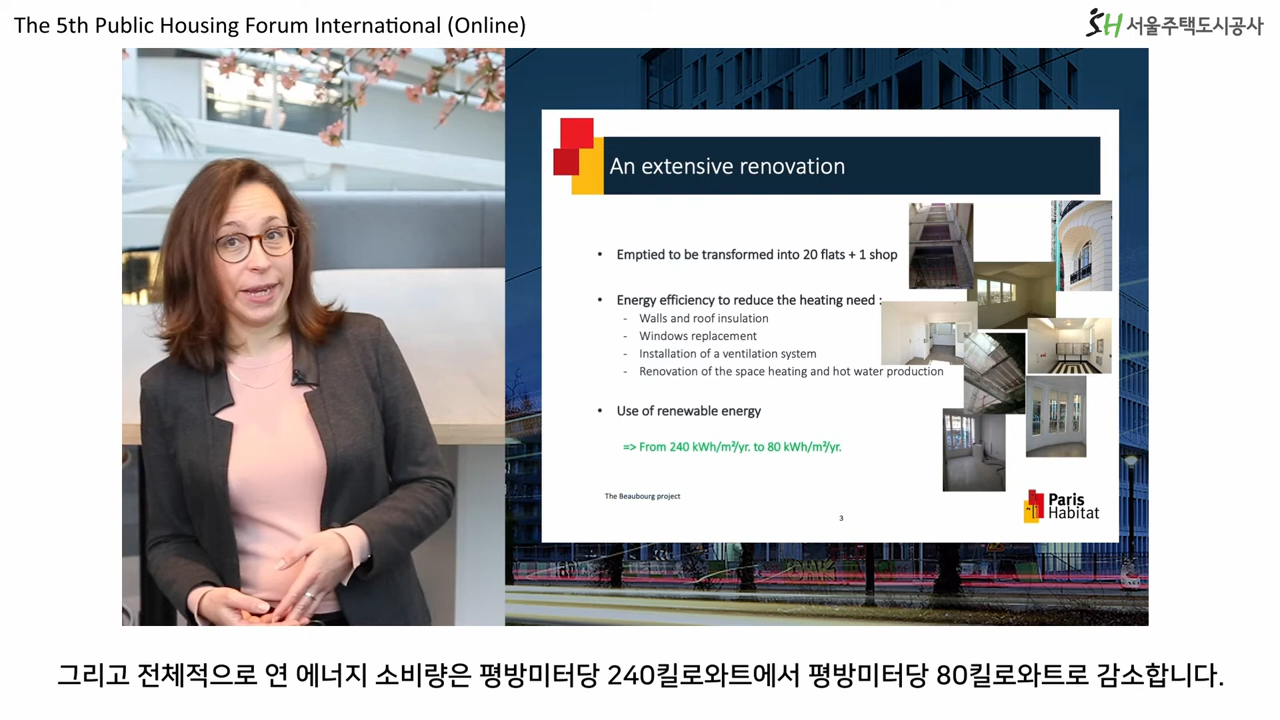 The 5th Public Housing Forum International (Online)
SH 서울주택도시공사
An extensive renovation
• Emptied to be transformed into 20 flats + 1 shop
• Energy efficiency to reduce the heating need :
- Walls and roof insulation
- Windows replacement
- Installation of a ventilation system
- Renovation of the space heating and hot water production
• Use of renewable energy
=> From 240 kWh/m²/yr. to 80 kWh/m²/yr.
The Beaubourg project
3
Paris
Habitat
그리고 전체적으로 연 에너지 소비량은 평방미터당 240킬로와트에서 평방미터당 80킬로와트로 감소합니다.